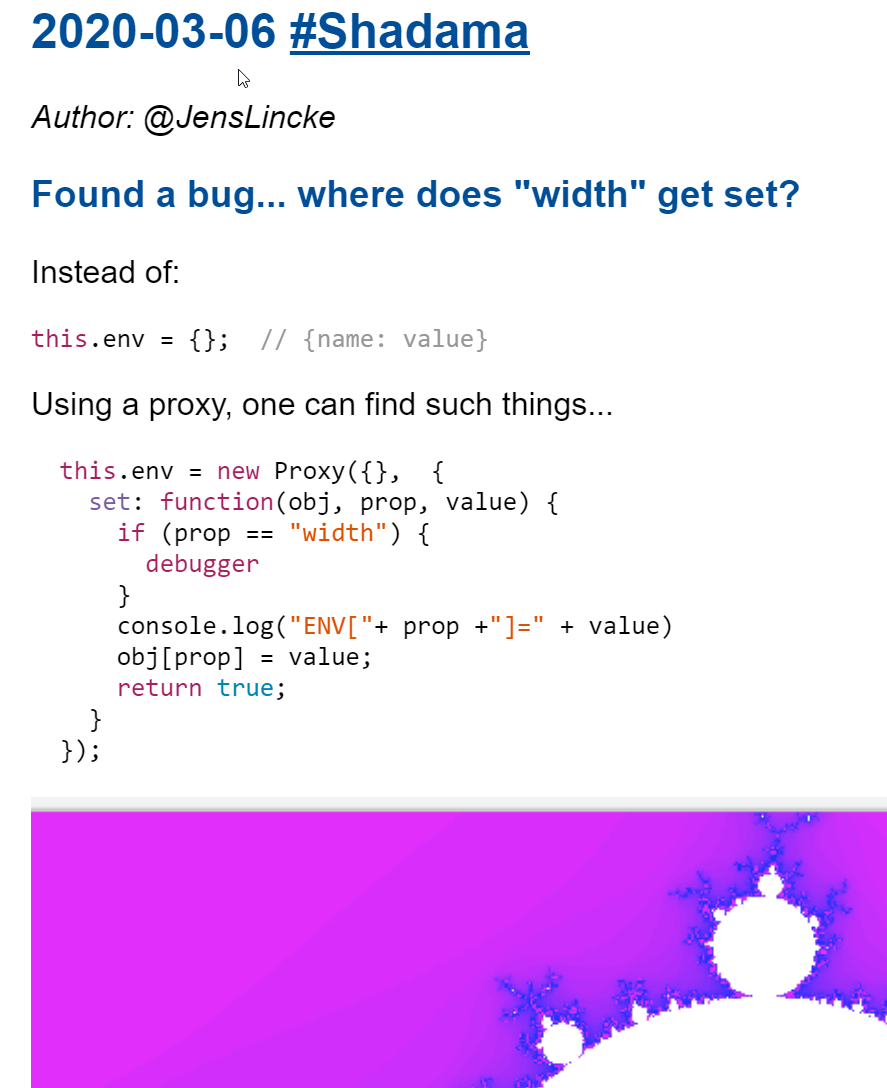 2020-03-06 #Shadama
Author: @JensLincke
Found a bug... where does "width" get set?
Instead of:
this.env = {};  // {name: value}
Using a proxy, one can find such things...
this.env = new Proxy({},  {
  set: function(obj, prop, value) {
    if (prop == "width") {
      debugger
    }
    console.log("ENV["+ prop +"]=" + value)
    obj[prop] = value;
    return true;
  }
});